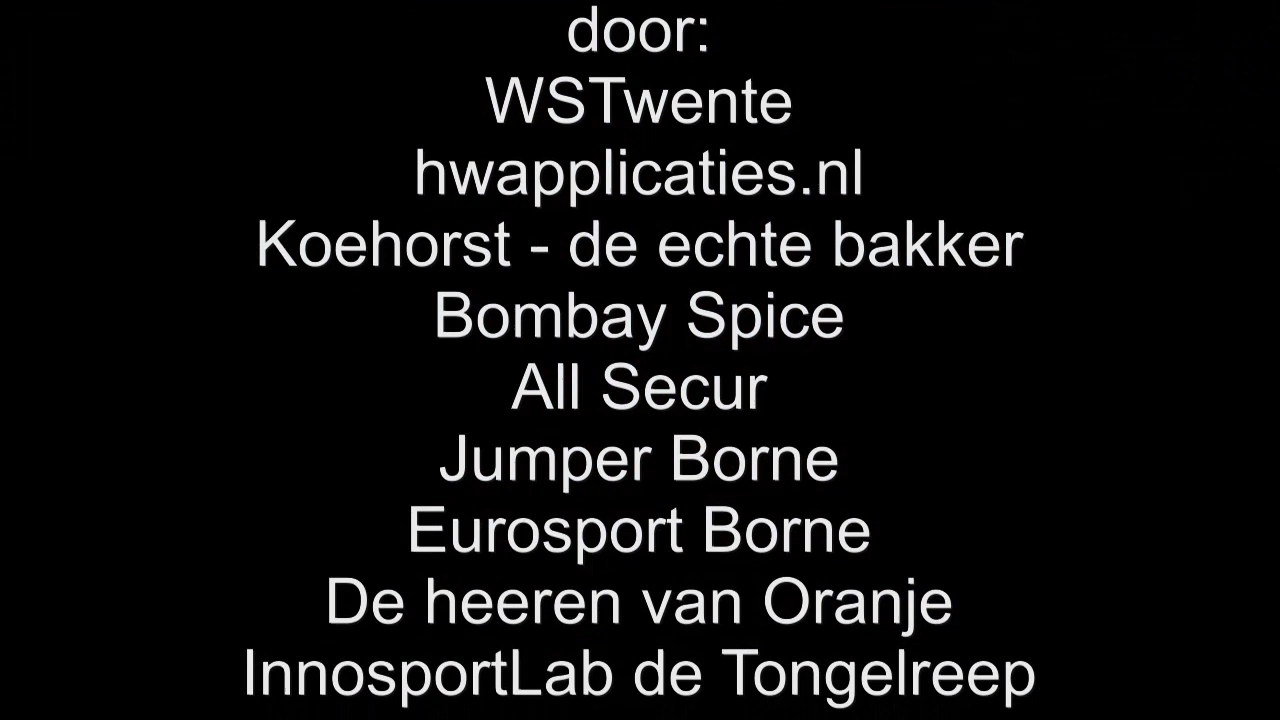 door:
WSTwente
hwapplicaties.nl
Koehorst - de echte bakker
Bombay Spice
All Secur
Jumper Borne
Eurosport Borne
De heeren van Oranje
InnosportLab de Tongelreep